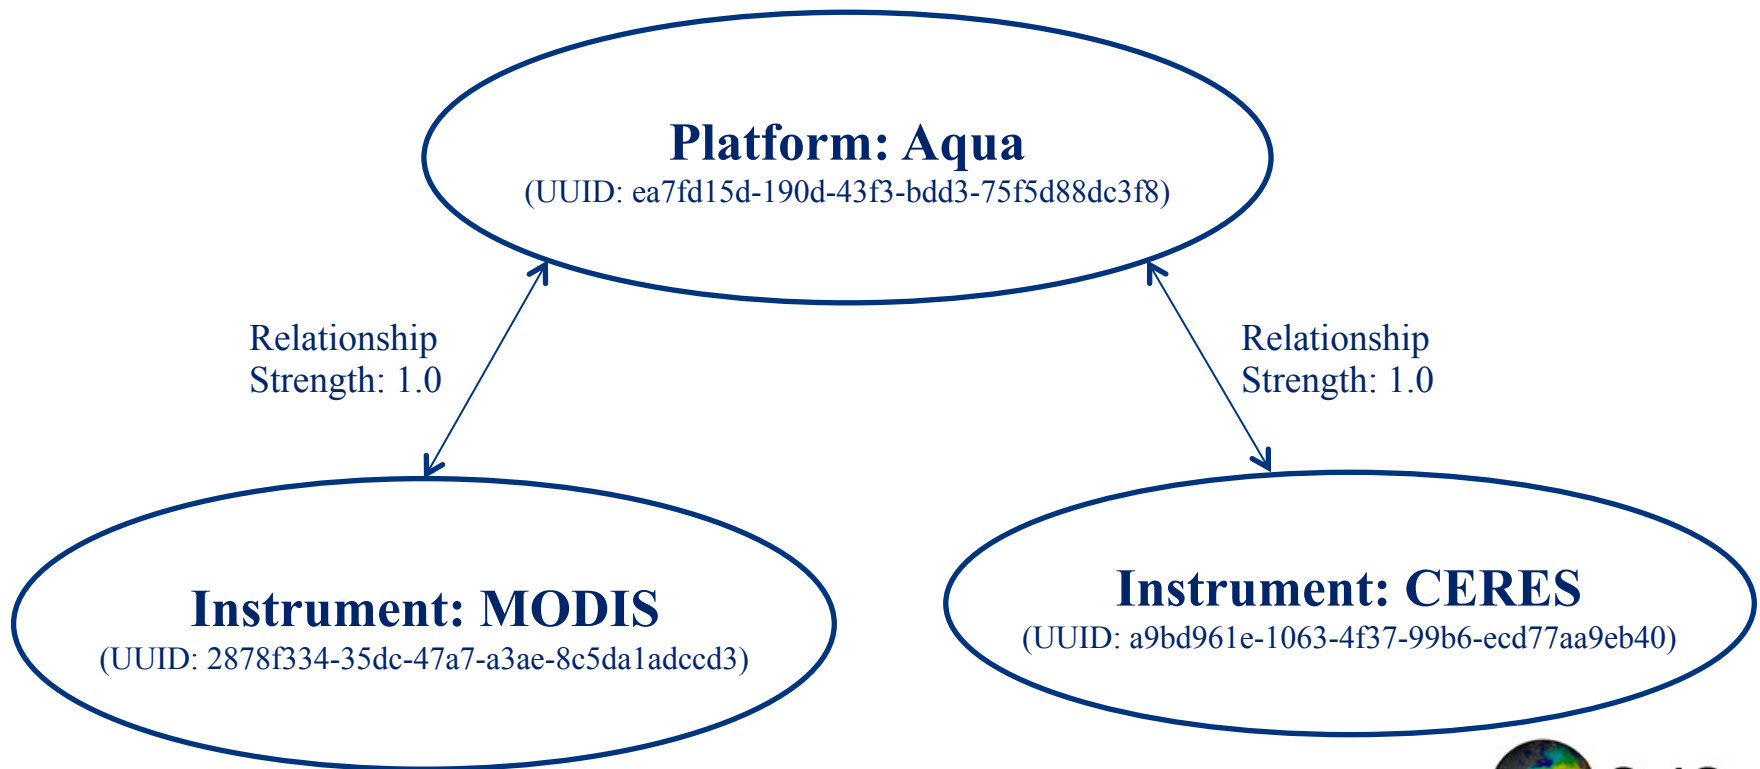 Platform: Aqua
(UUID: ea7fd15d-190d-43f3-bdd3-75f5d88dc3f8)
Relationship
Strength: 1.0
Relationship
Strength: 1.0
Instrument: MODIS
(UUID: 2878f334-35dc-47a7-a3ae-8c5da1adccd3)
Instrument: CERES
(UUID: a9bd961e-1063-4f37-99b6-ecd77aa9eb40)